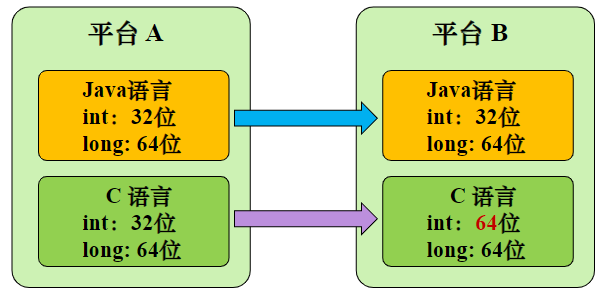 平台 A
Java语言
int：32位
long: 64位
C 语言
int：32位
long: 64位
平台 B
Java语言
int：32位
long: 64位
C 语言
int：64位
long: 64位